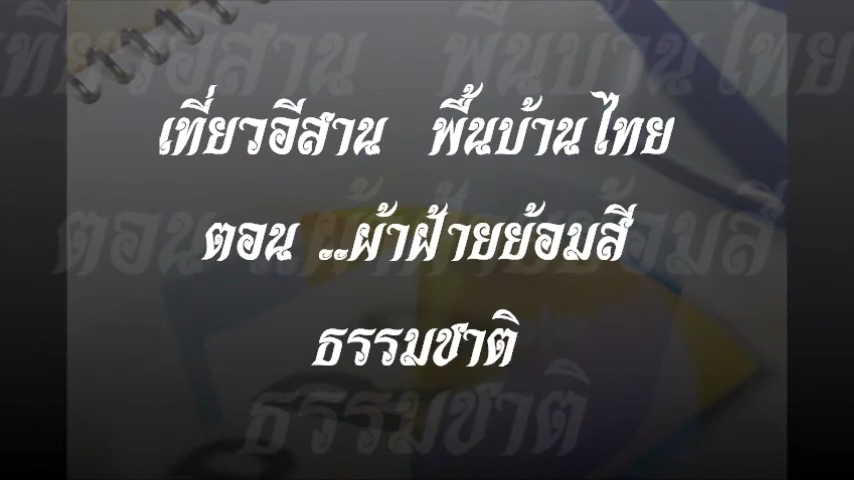 เที่ยวอีสาน พื้นบ้านไทย
ตอน ..ผ้าฝ้ายย้อมสี
ธรรมชาติ